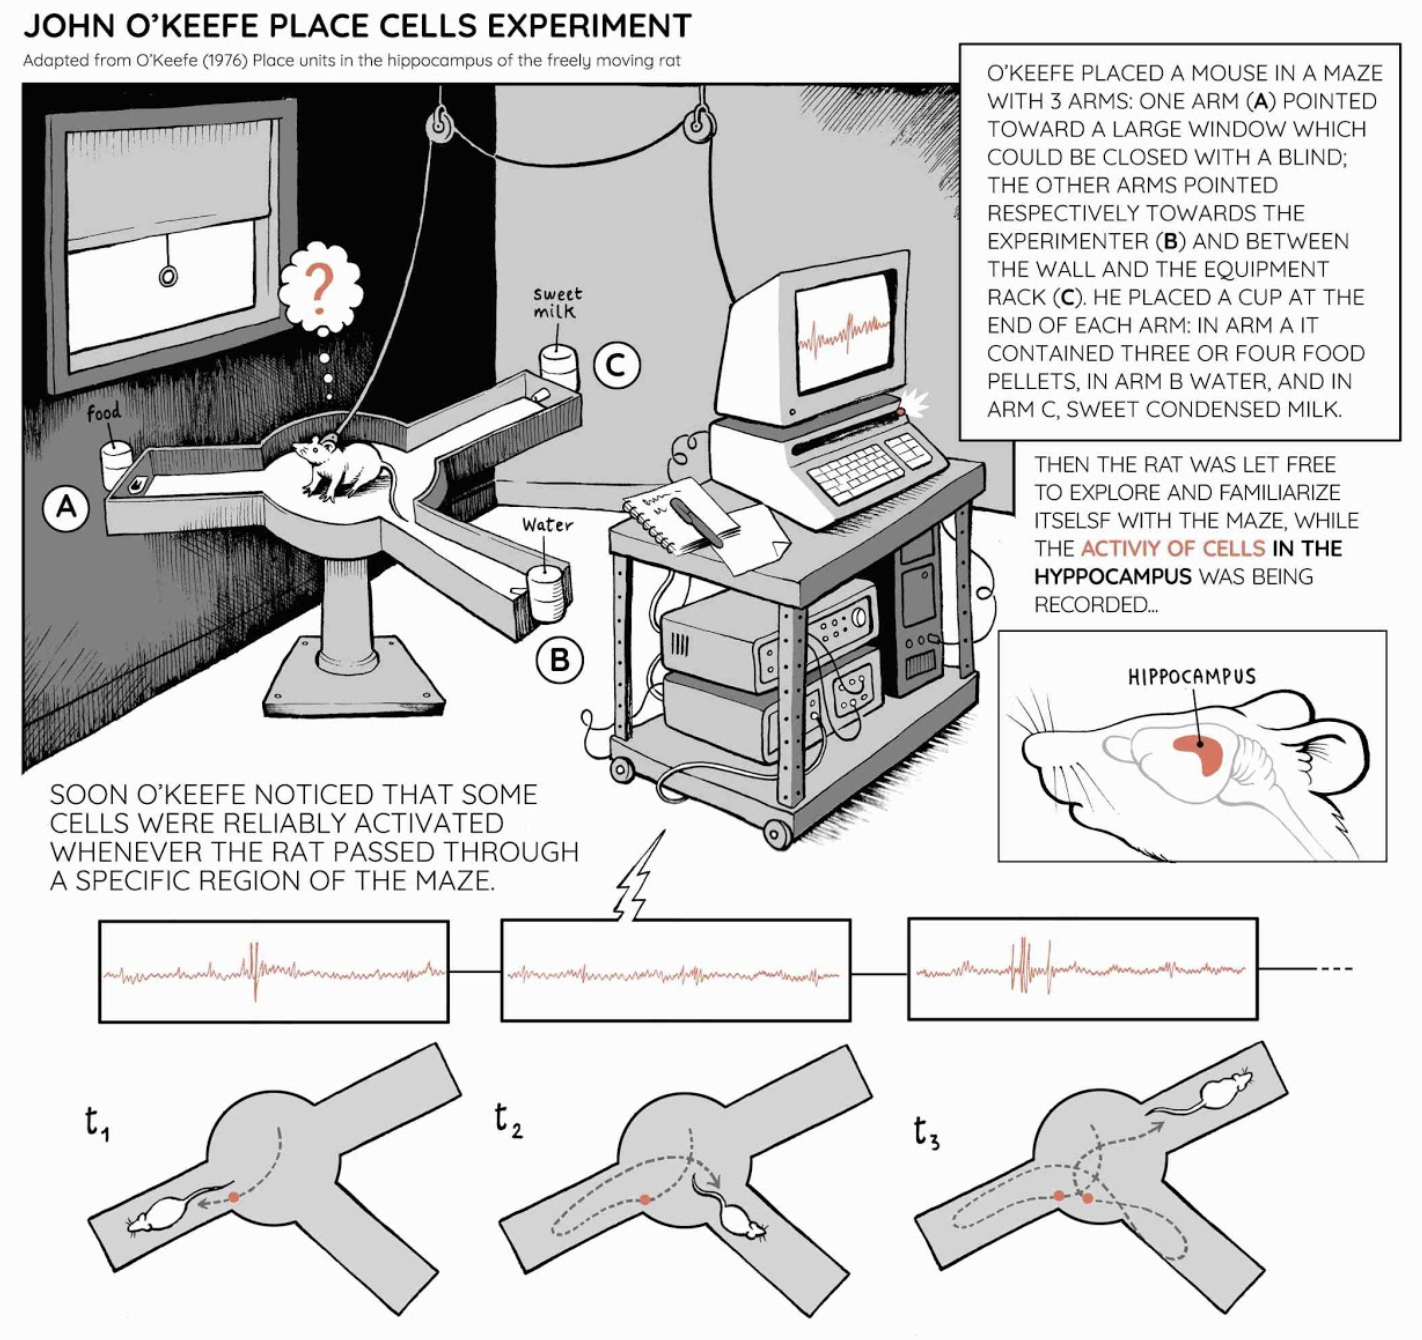 JOHN O'KEEFE PLACE CELLS EXPERIMENT
Adapted from O'Keefe (1976) Place units in the hippocampus of the freely moving rat
O'KEEFE PLACED A MOUSE IN A MAZE
WITH 3 ARMS: ONE ARM (A) POINTED
TOWARD A LARGE WINDOW WHICH
COULD BE CLOSED WITH A BLIND;
THE OTHER ARMS POINTED
RESPECTIVELY TOWARDS THE
EXPERIMENTER (B) AND BETWEEN
THE WALL AND THE EQUIPMENT
RACK (C). HE PLACED A CUP AT THE
END OF EACH ARM: IN ARM A IT
CONTAINED THREE OR FOUR FOOD
PELLETS, IN ARM B WATER, AND IN
ARM C, SWEET CONDENSED MILK.
?
sweet
milk
C
food
A
Water
B
THEN THE RAT WAS LET FREE
TO EXPLORE AND FAMILIARIZE
ITSELSF WITH THE MAZE, WHILE
THE ACTIVIY OF CELLS IN THE
HYPPOCAMPUS WAS BEING
RECORDED...
HIPPOCAMPUS
SOON O'KEEFE NOTICED THAT SOME
CELLS WERE RELIABLY ACTIVATED
WHENEVER THE RAT PASSED THROUGH
A SPECIFIC REGION OF THE MAZE.
t1
t2
t3